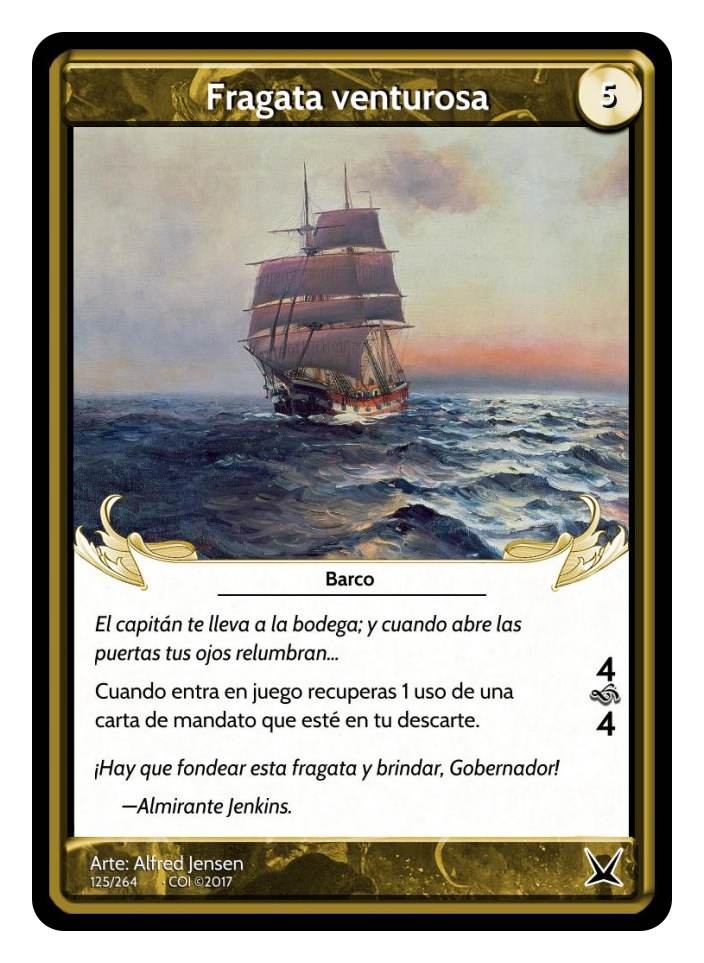 Fragata venturosa
5
Barco
El capitán te lleva a la bodega; y cuando abre las
puertas tus ojos relumbran...
Cuando entra en juego recuperas 1 uso de una
carta de mandato que esté en tu descarte.
4
4
¡Hay que fondear esta fragata y brindar, Gobernador!
—Almirante Jenkins.
Arte: Alfred Jensen
125/264 · COI ©2017